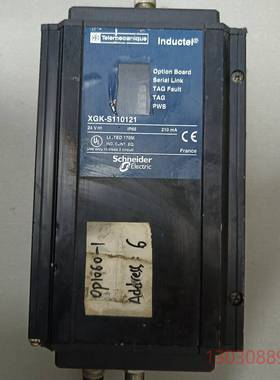 Telemecanique Inductel®
Option Board
Serial Link
TAG Fault
TAG
PWS
XGK-S110121
24 V IP65 210 mA
CE
Schneider
Electric
France
OP1060-1
Address: 6
13030889